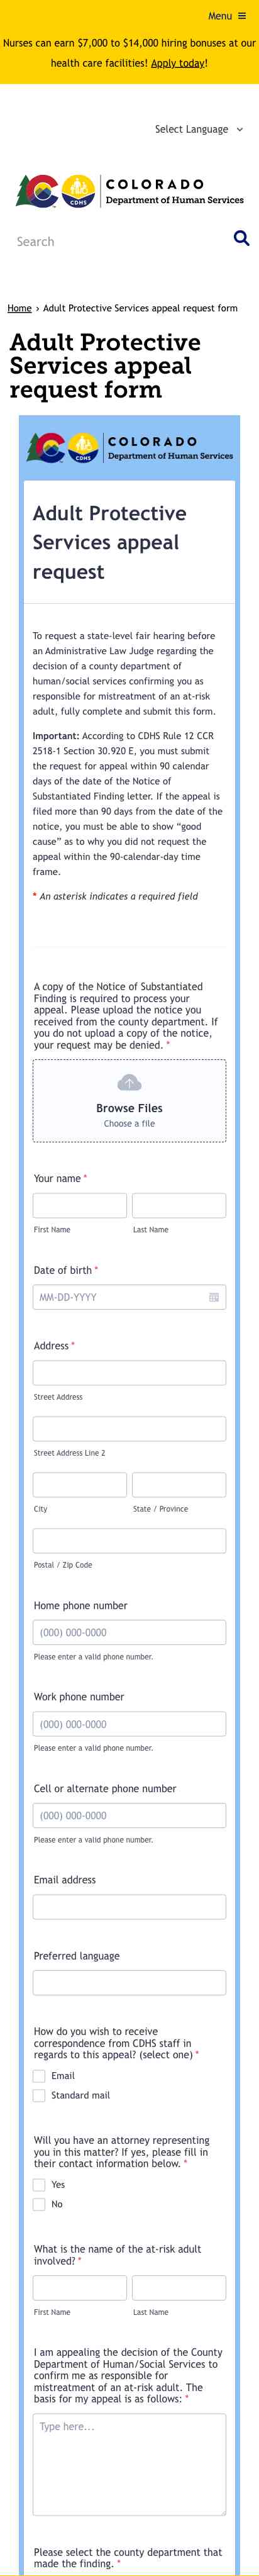 Menu ≡
Nurses can earn $7,000 to $14,000 hiring bonuses at our
health care facilities! Apply today!
Select Language
COLORADO
CDHS
Department of Human Services
Search
Home › Adult Protective Services appeal request form
Adult Protective
Services appeal
request form
COLORADO
CDHS
Department of Human Services
Adult Protective
Services appeal
request
To request a state-level fair hearing before
an Administrative Law Judge regarding the
decision of a county department of
human/social services confirming you as
responsible for mistreatment of an at-risk
adult, fully complete and submit this form.
Important: According to CDHS Rule 12 CCR
2518-1 Section 30.920 E, you must submit
the request for appeal within 90 calendar
days of the date of the Notice of
Substantiated Finding letter. If the appeal is
filed more than 90 days from the date of the
notice, you must be able to show “good
cause” as to why you did not request the
appeal within the 90-calendar-day time
frame.
* An asterisk indicates a required field
A copy of the Notice of Substantiated
Finding is required to process your
appeal. Please upload the notice you
received from the county department. If
you do not upload a copy of the notice,
your request may be denied. *
Browse Files
Choose a file
Your name *
First Name Last Name
Date of birth *
MM-DD-YYYY
Address *
Street Address
Street Address Line 2
City State / Province
Postal / Zip Code
Home phone number
(000) 000-0000
Please enter a valid phone number.
Work phone number
(000) 000-0000
Please enter a valid phone number.
Cell or alternate phone number
(000) 000-0000
Please enter a valid phone number.
Email address
Preferred language
How do you wish to receive
correspondence from CDHS staff in
regards to this appeal? (select one) *
Email
Standard mail
Will you have an attorney representing
you in this matter? If yes, please fill in
their contact information below. *
Yes
No
What is the name of the at-risk adult
involved? *
First Name Last Name
I am appealing the decision of the County
Department of Human/Social Services to
confirm me as responsible for
mistreatment of an at-risk adult. The
basis for my appeal is as follows: *
Type here...
Please select the county department that
made the finding. *